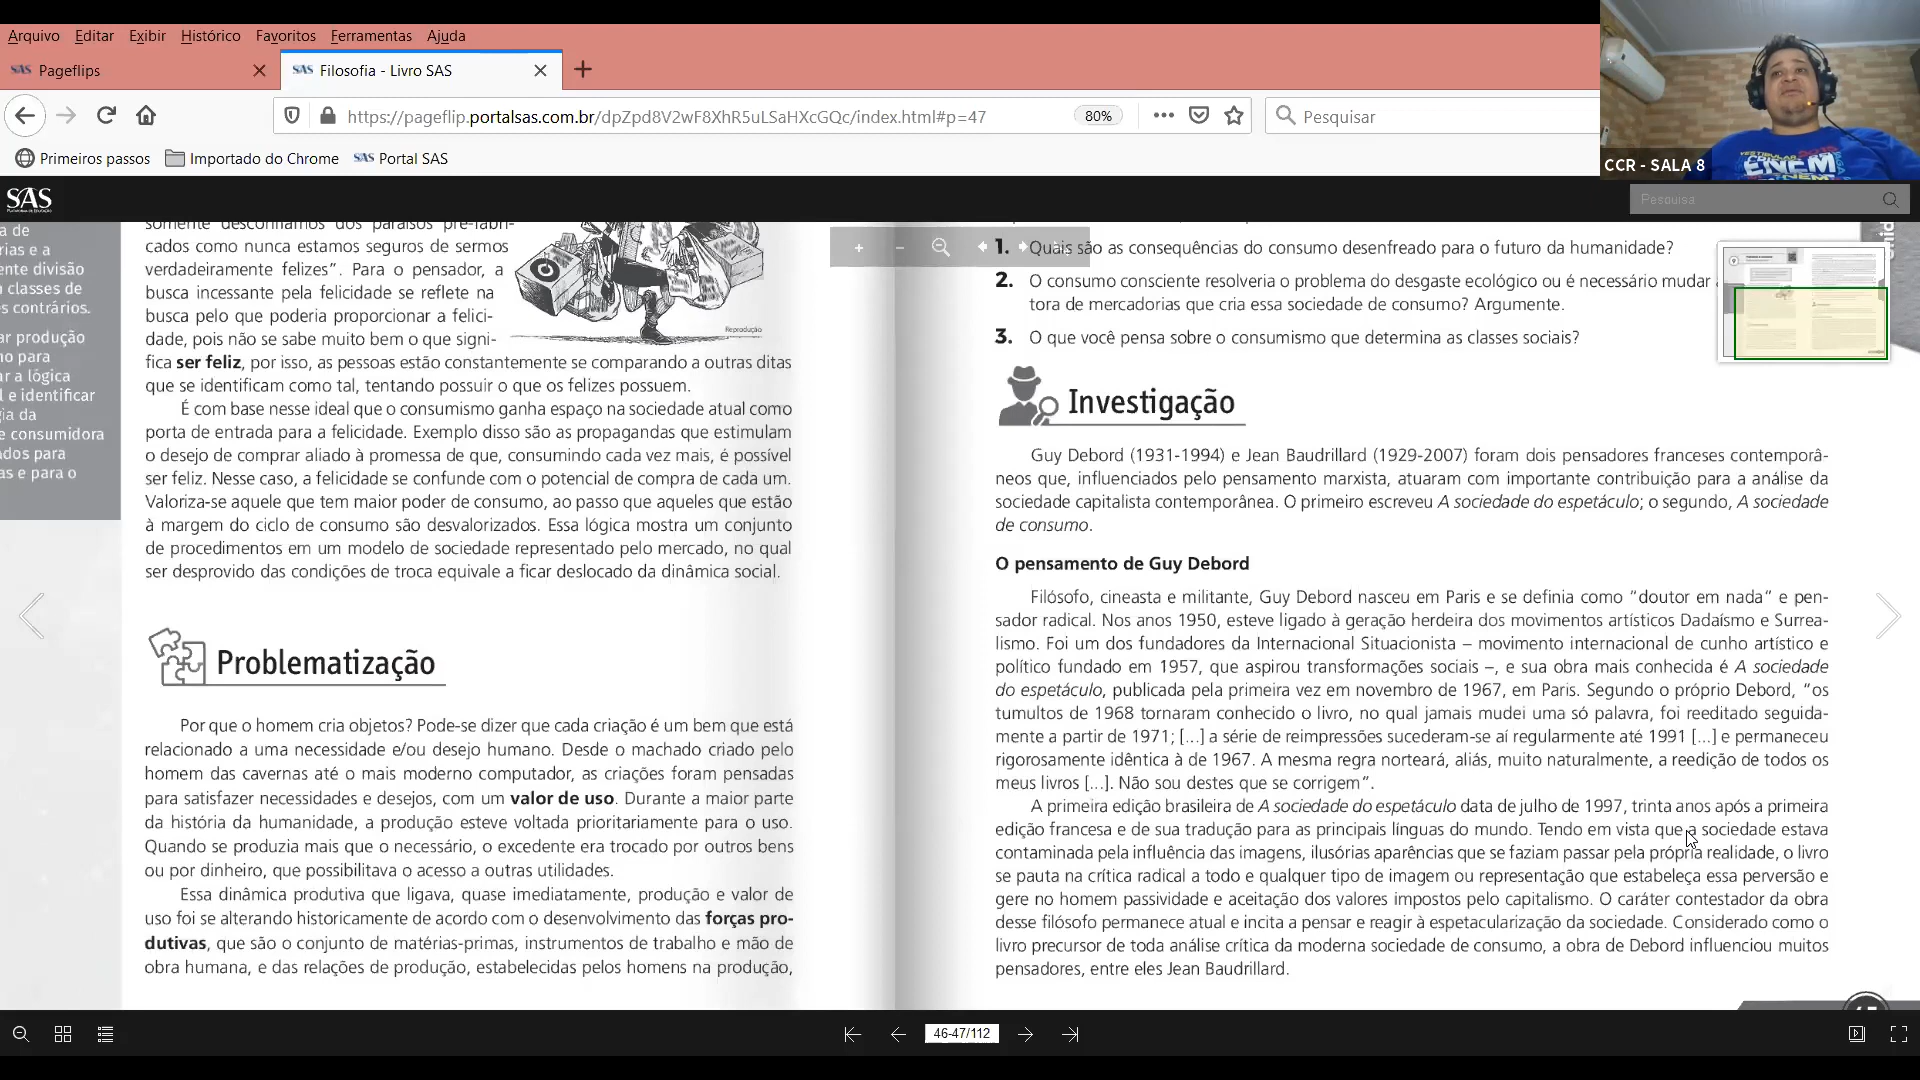 Arquivo Editar Exibir Histórico Favoritos Ferramentas Ajuda
SAS Pageflips
SAS Filosofia - Livro SAS
https://pageflip.portalsas.com.br/dpZpd8V2wF8XhR5uLSaHXcGQc/index.html#p=47
80%
Pesquisar
Primeiros passos Importado do Chrome SAS Portal SAS
CCR - SALA 8
ENEM
SAS
Pesquisa
a de
rias e a
ente divisão
classes de
s contrários.
ar produção
no para
ar a lógica
l e identificar
gia da
e consumidora
ados para
as e para o
somente desconfiamos dos paraísos pré-fabri-
cados como nunca estamos seguros de sermos
verdadeiramente felizes". Para o pensador, a
busca incessante pela felicidade se reflete na
busca pelo que poderia proporcionar a felici-
dade, pois não se sabe muito bem o que signi-
Reprodução
fica ser feliz, por isso, as pessoas estão constantemente se comparando a outras ditas
que se identificam como tal, tentando possuir o que os felizes possuem.
É com base nesse ideal que o consumismo ganha espaço na sociedade atual como
porta de entrada para a felicidade. Exemplo disso são as propagandas que estimulam
o desejo de comprar aliado à promessa de que, consumindo cada vez mais, é possível
ser feliz. Nesse caso, a felicidade se confunde com o potencial de compra de cada um.
Valoriza-se aquele que tem maior poder de consumo, ao passo que aqueles que estão
à margem do ciclo de consumo são desvalorizados. Essa lógica mostra um conjunto
de procedimentos em um modelo de sociedade representado pelo mercado, no qual
ser desprovido das condições de troca equivale a ficar deslocado da dinâmica social.
Problematização
Por que o homem cria objetos? Pode-se dizer que cada criação é um bem que está
relacionado a uma necessidade e/ou desejo humano. Desde o machado criado pelo
homem das cavernas até o mais moderno computador, as criações foram pensadas
para satisfazer necessidades e desejos, com um valor de uso. Durante a maior parte
da história da humanidade, a produção esteve voltada prioritariamente para o uso.
Quando se produzia mais que o necessário, o excedente era trocado por outros bens
ou por dinheiro, que possibilitava o acesso a outras utilidades.
Essa dinâmica produtiva que ligava, quase imediatamente, produção e valor de
uso foi se alterando historicamente de acordo com o desenvolvimento das forças pro-
dutivas, que são o conjunto de matérias-primas, instrumentos de trabalho e mão de
obra humana, e das relações de produção, estabelecidas pelos homens na produção,
1. Quais são as consequências do consumo desenfreado para o futuro da humanidade?
2. O consumo consciente resolveria o problema do desgaste ecológico ou é necessário mudar
tora de mercadorias que cria essa sociedade de consumo? Argumente.
3. O que você pensa sobre o consumismo que determina as classes sociais?
Investigação
Guy Debord (1931-1994) e Jean Baudrillard (1929-2007) foram dois pensadores franceses contemporâ-
neos que, influenciados pelo pensamento marxista, atuaram com importante contribuição para a análise da
sociedade capitalista contemporânea. O primeiro escreveu A sociedade do espetáculo; o segundo, A sociedade
de consumo.
O pensamento de Guy Debord
Filósofo, cineasta e militante, Guy Debord nasceu em Paris e se definia como "doutor em nada" e pen-
sador radical. Nos anos 1950, esteve ligado à geração herdeira dos movimentos artísticos Dadaísmo e Surrea-
lismo. Foi um dos fundadores da Internacional Situacionista – movimento internacional de cunho artístico e
político fundado em 1957, que aspirou transformações sociais –, e sua obra mais conhecida é A sociedade
do espetáculo, publicada pela primeira vez em novembro de 1967, em Paris. Segundo o próprio Debord, "os
tumultos de 1968 tornaram conhecido o livro, no qual jamais mudei uma só palavra, foi reeditado seguida-
mente a partir de 1971; [...] a série de reimpressões sucederam-se aí regularmente até 1991 [...] e permaneceu
rigorosamente idêntica à de 1967. A mesma regra norteará, aliás, muito naturalmente, a reedição de todos os
meus livros [...]. Não sou destes que se corrigem".
A primeira edição brasileira de A sociedade do espetáculo data de julho de 1997, trinta anos após a primeira
edição francesa e de sua tradução para as principais línguas do mundo. Tendo em vista que a sociedade estava
contaminada pela influência das imagens, ilusórias aparências que se faziam passar pela própria realidade, o livro
se pauta na crítica radical a todo e qualquer tipo de imagem ou representação que estabeleça essa perversão e
gere no homem passividade e aceitação dos valores impostos pelo capitalismo. O caráter contestador da obra
desse filósofo permanece atual e incita a pensar e reagir à espetacularização da sociedade. Considerado como o
livro precursor de toda análise crítica da moderna sociedade de consumo, a obra de Debord influenciou muitos
pensadores, entre eles Jean Baudrillard.
46-47/112